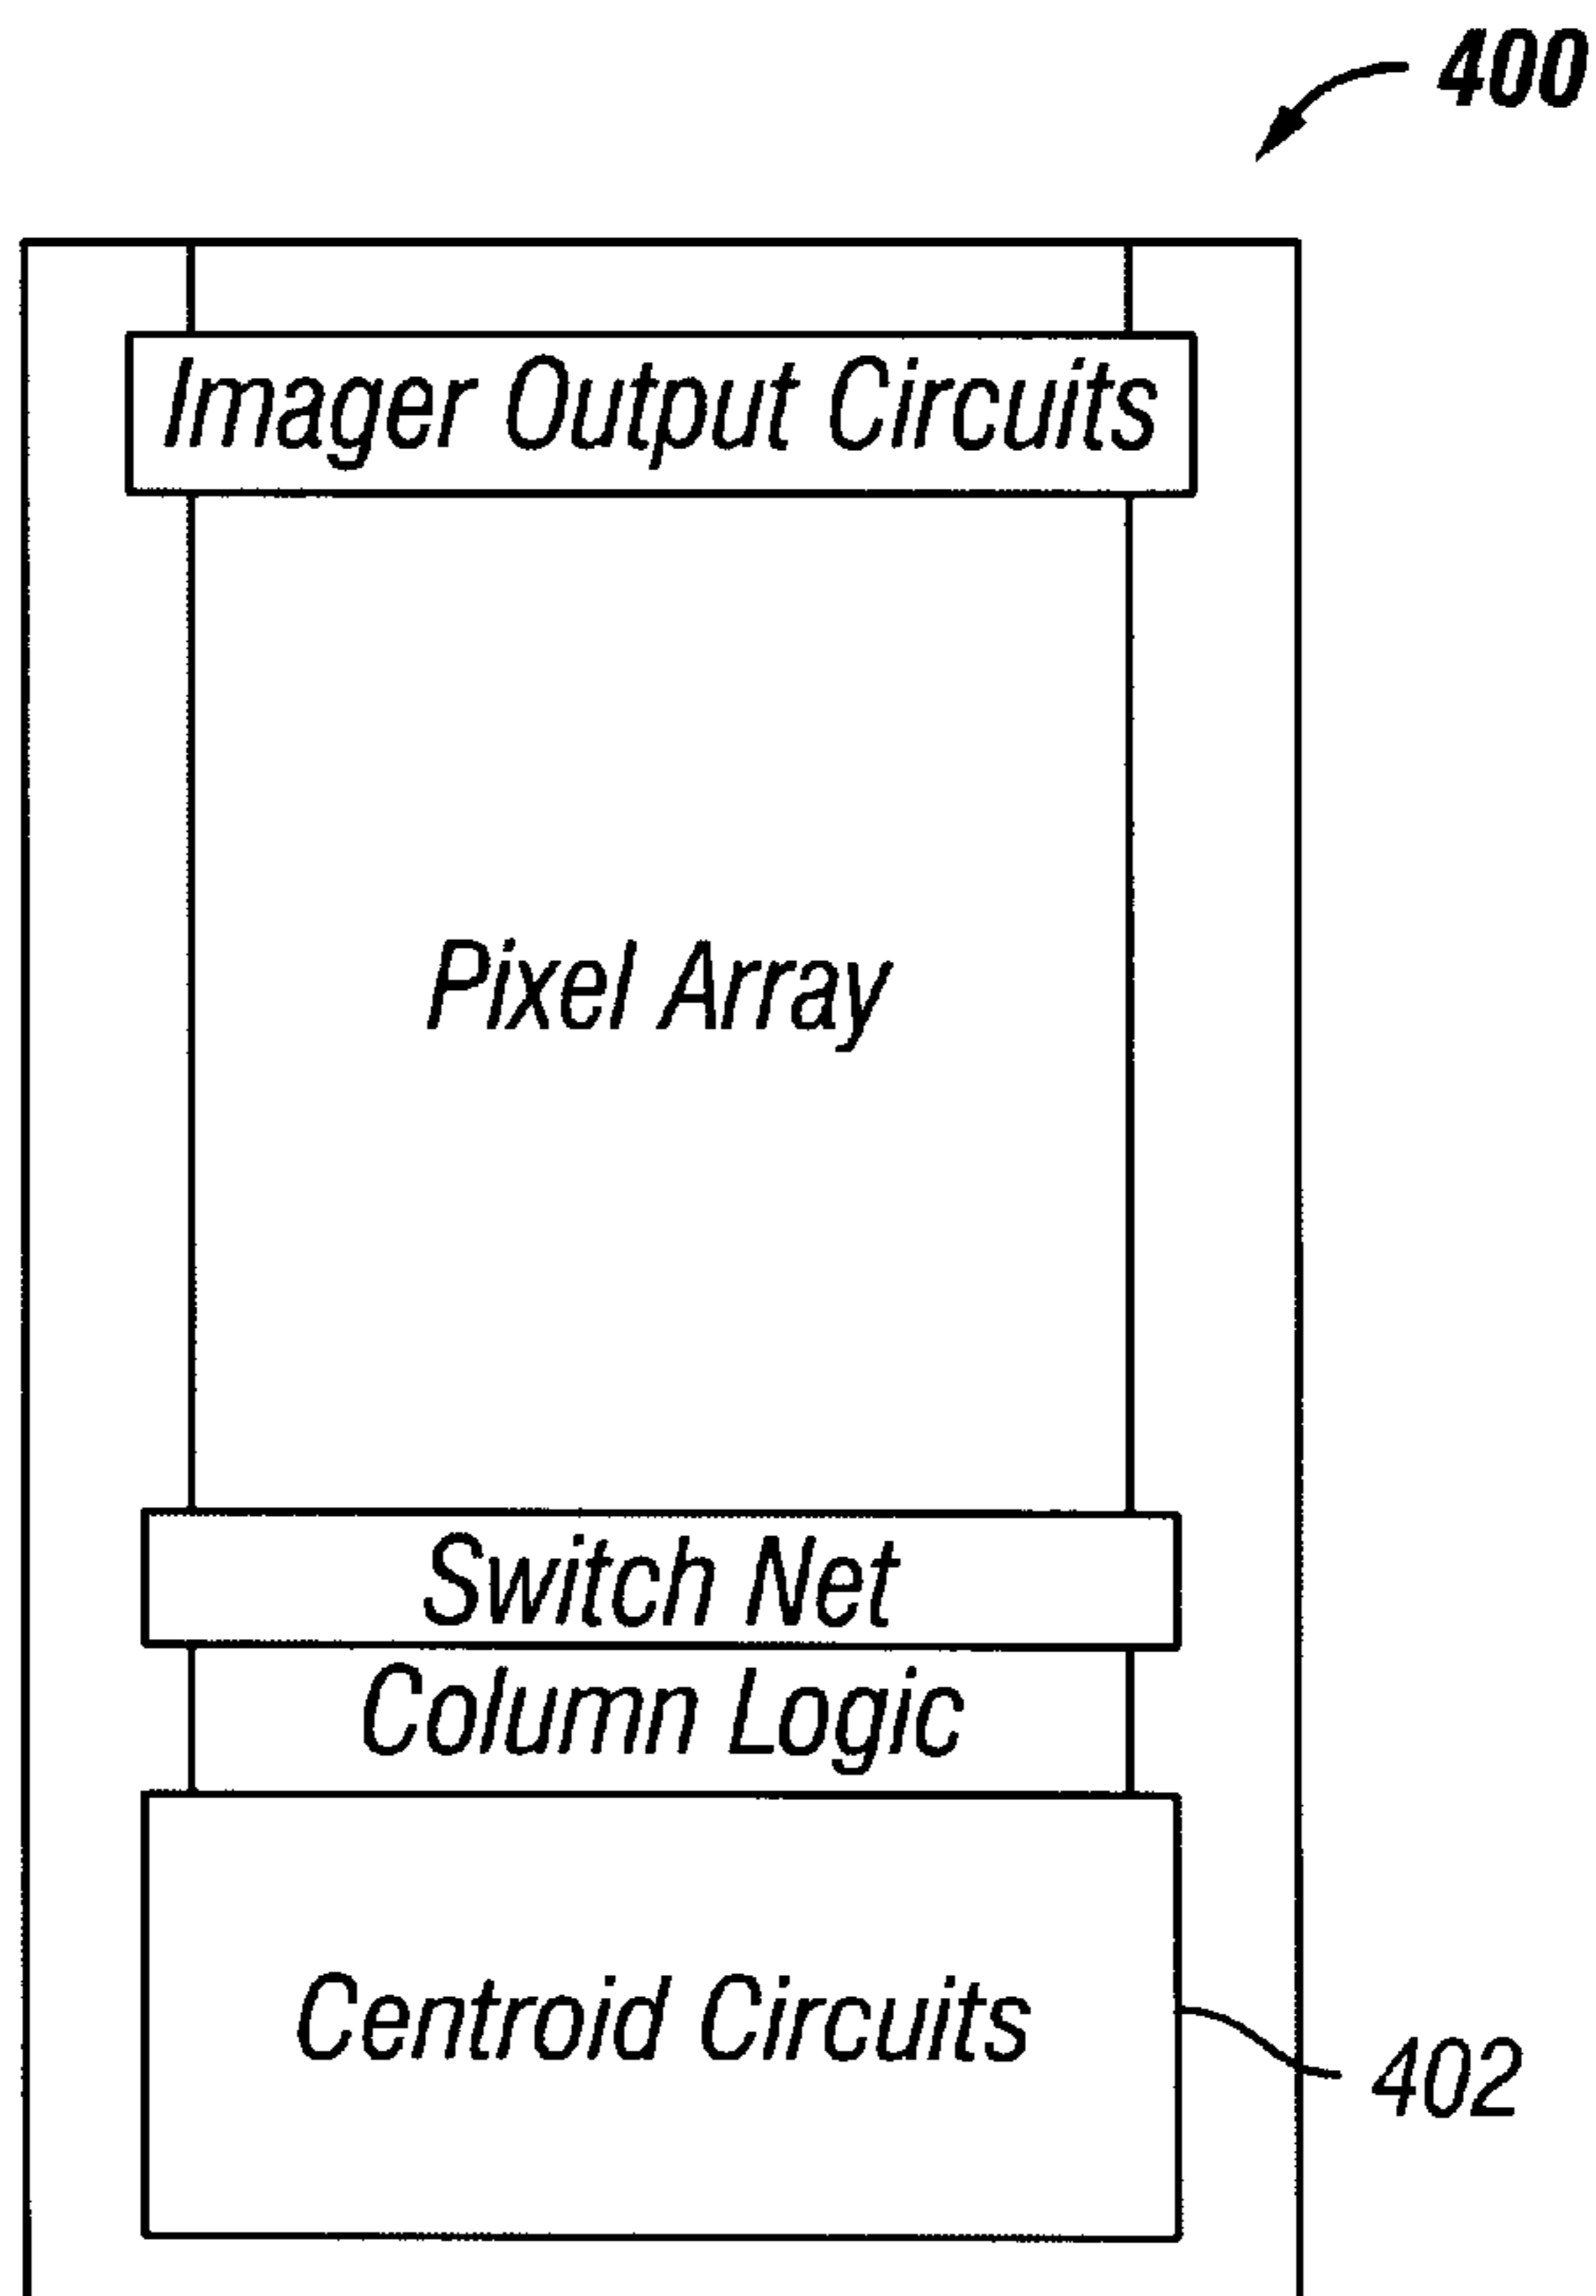 400
Imager Output Circuits
Pixel Array
Switch Net
Column Logic
Centroid Circuits
402